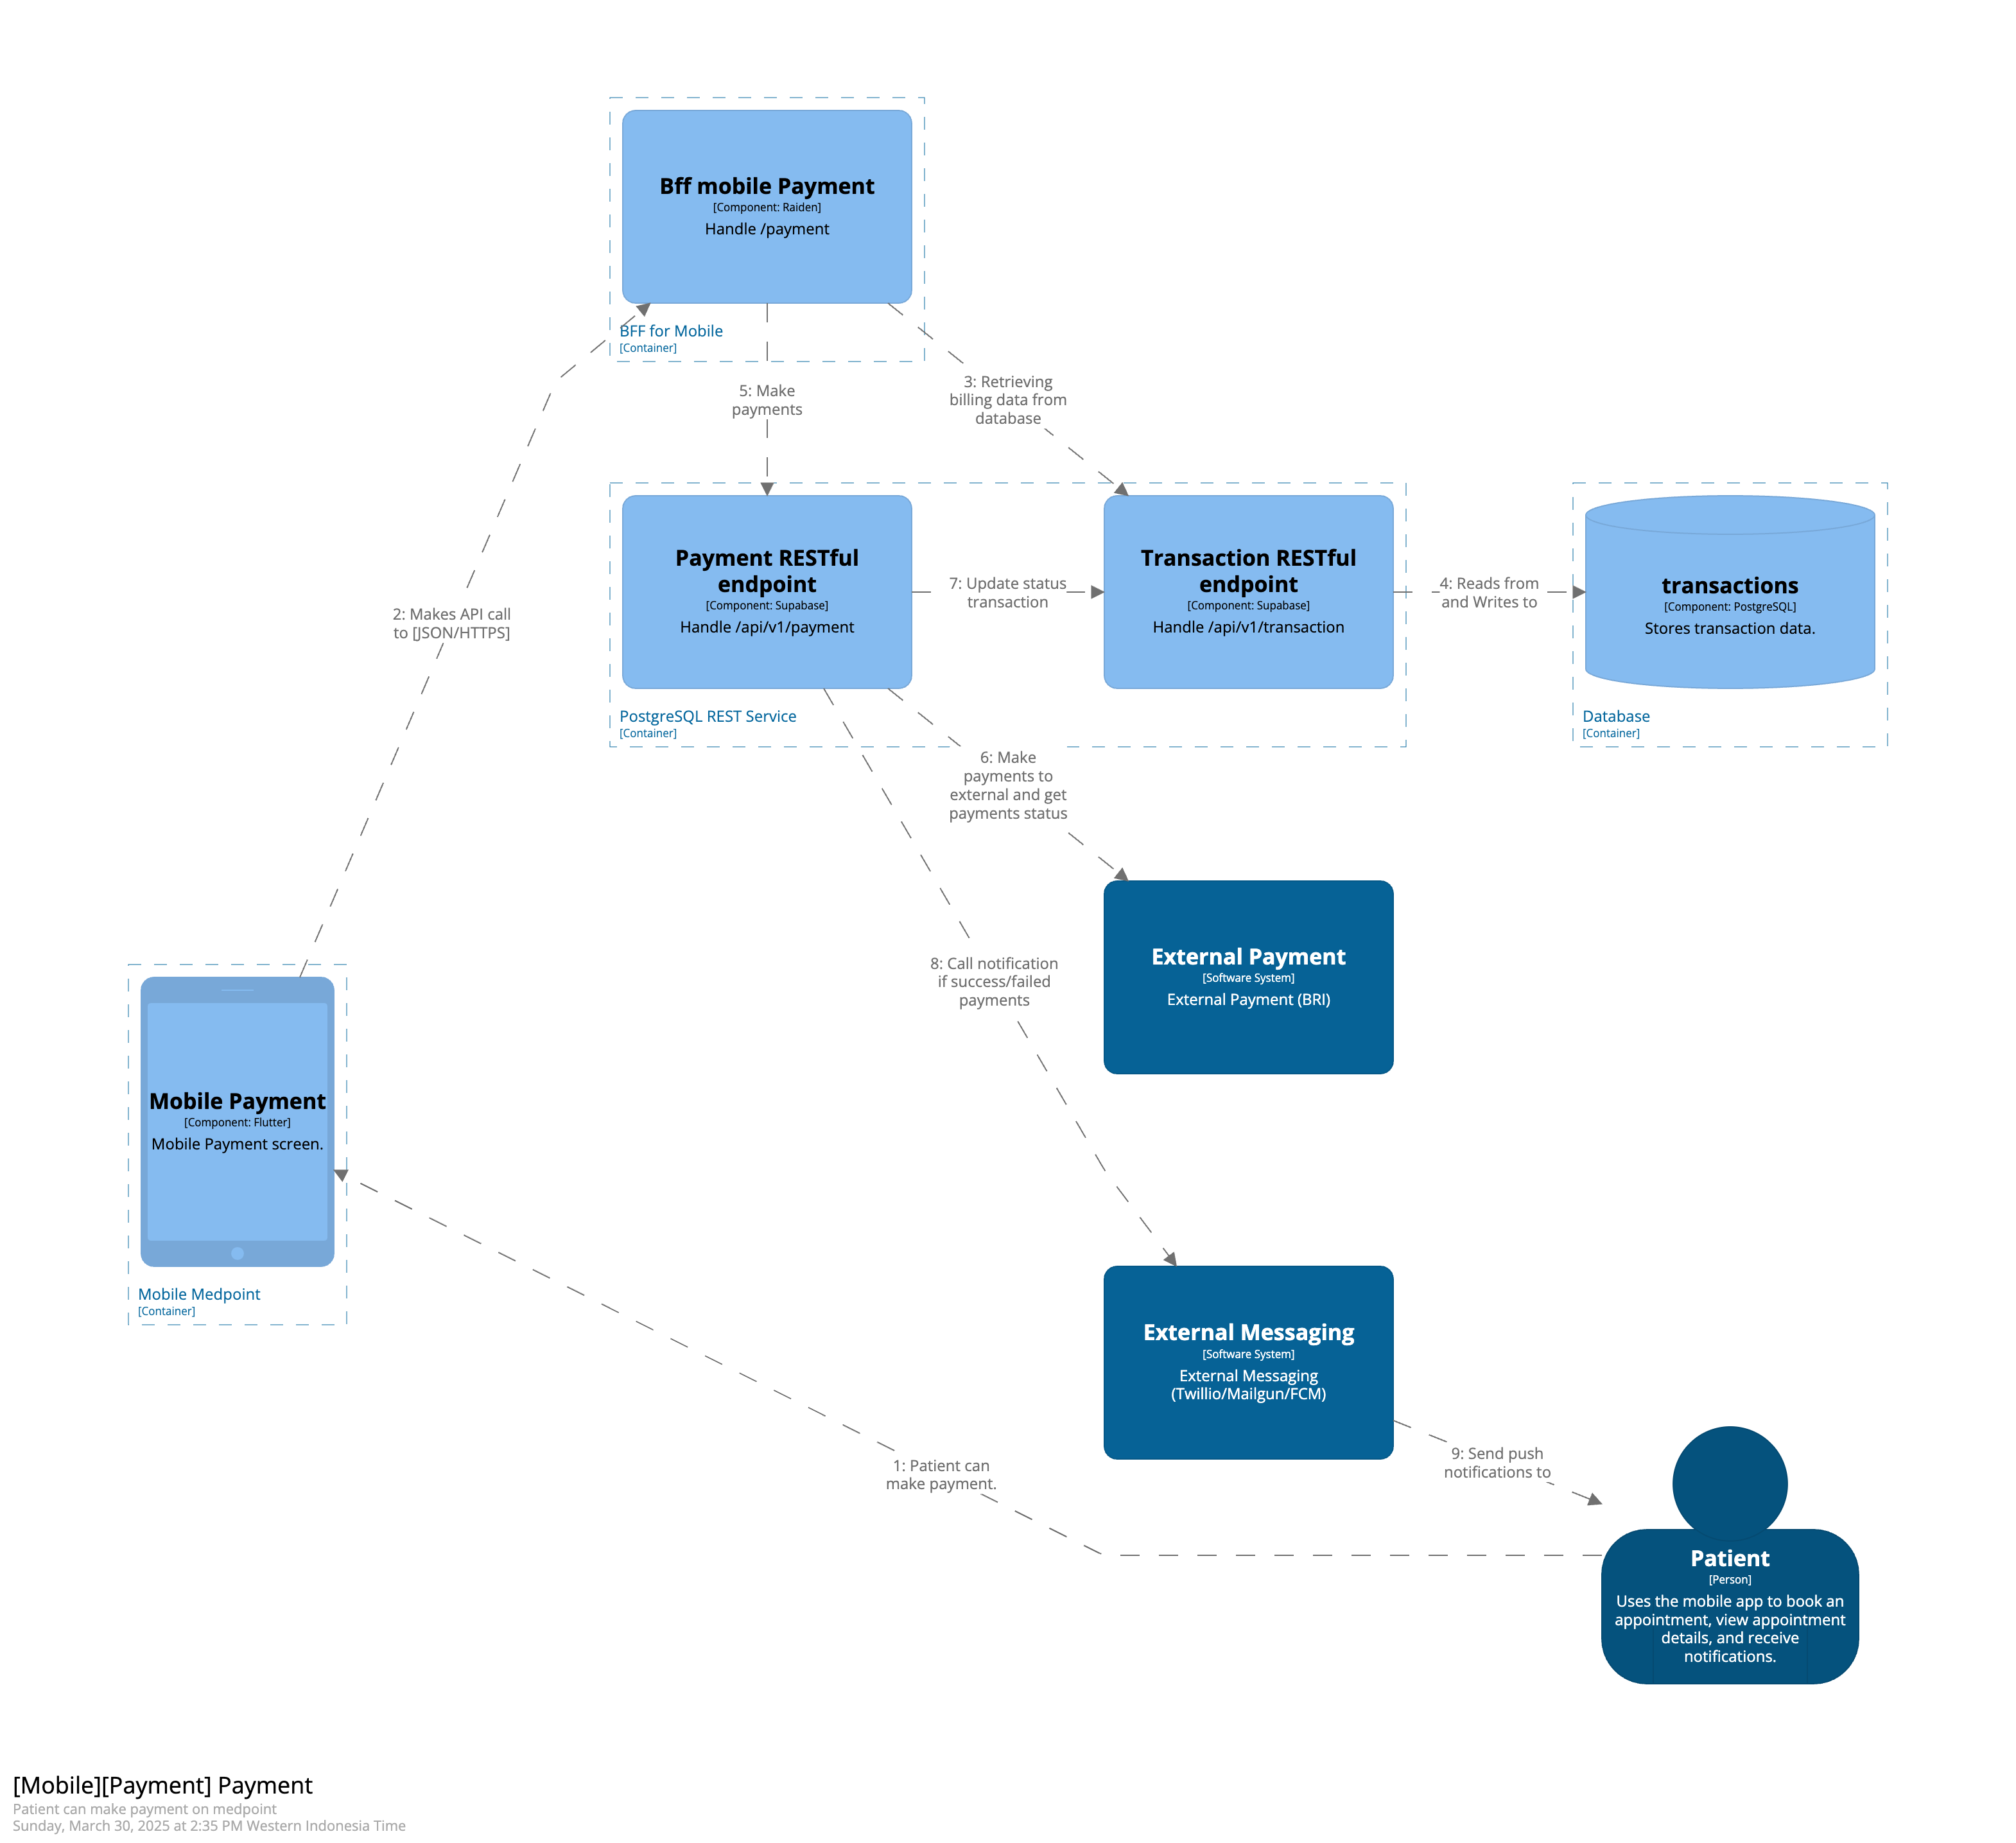 Bff mobile Payment
[Component: Raiden]
Handle /payment
BFF for Mobile
[Container]
5: Make
payments
3: Retrieving
billing data from
database
Payment RESTful
endpoint
[Component: Supabase]
Handle /api/v1/payment
7: Update status
transaction
Transaction RESTful
endpoint
[Component: Supabase]
Handle /api/v1/transaction
4: Reads from
and Writes to
transactions
[Component: PostgreSQL]
Stores transaction data.
2: Makes API call
to [JSON/HTTPS]
PostgreSQL REST Service
[Container]
Database
[Container]
6: Make
payments to
external and get
payments status
8: Call notification
if success/failed
payments
External Payment
[Software System]
External Payment (BRI)
Mobile Payment
[Component: Flutter]
Mobile Payment screen.
Mobile Medpoint
[Container]
External Messaging
[Software System]
External Messaging
(Twillio/Mailgun/FCM)
1: Patient can
make payment.
9: Send push
notifications to
Patient
[Person]
Uses the mobile app to book an
appointment, view appointment
details, and receive
notifications.
[Mobile][Payment] Payment
Patient can make payment on medpoint
Sunday, March 30, 2025 at 2:35 PM Western Indonesia Time